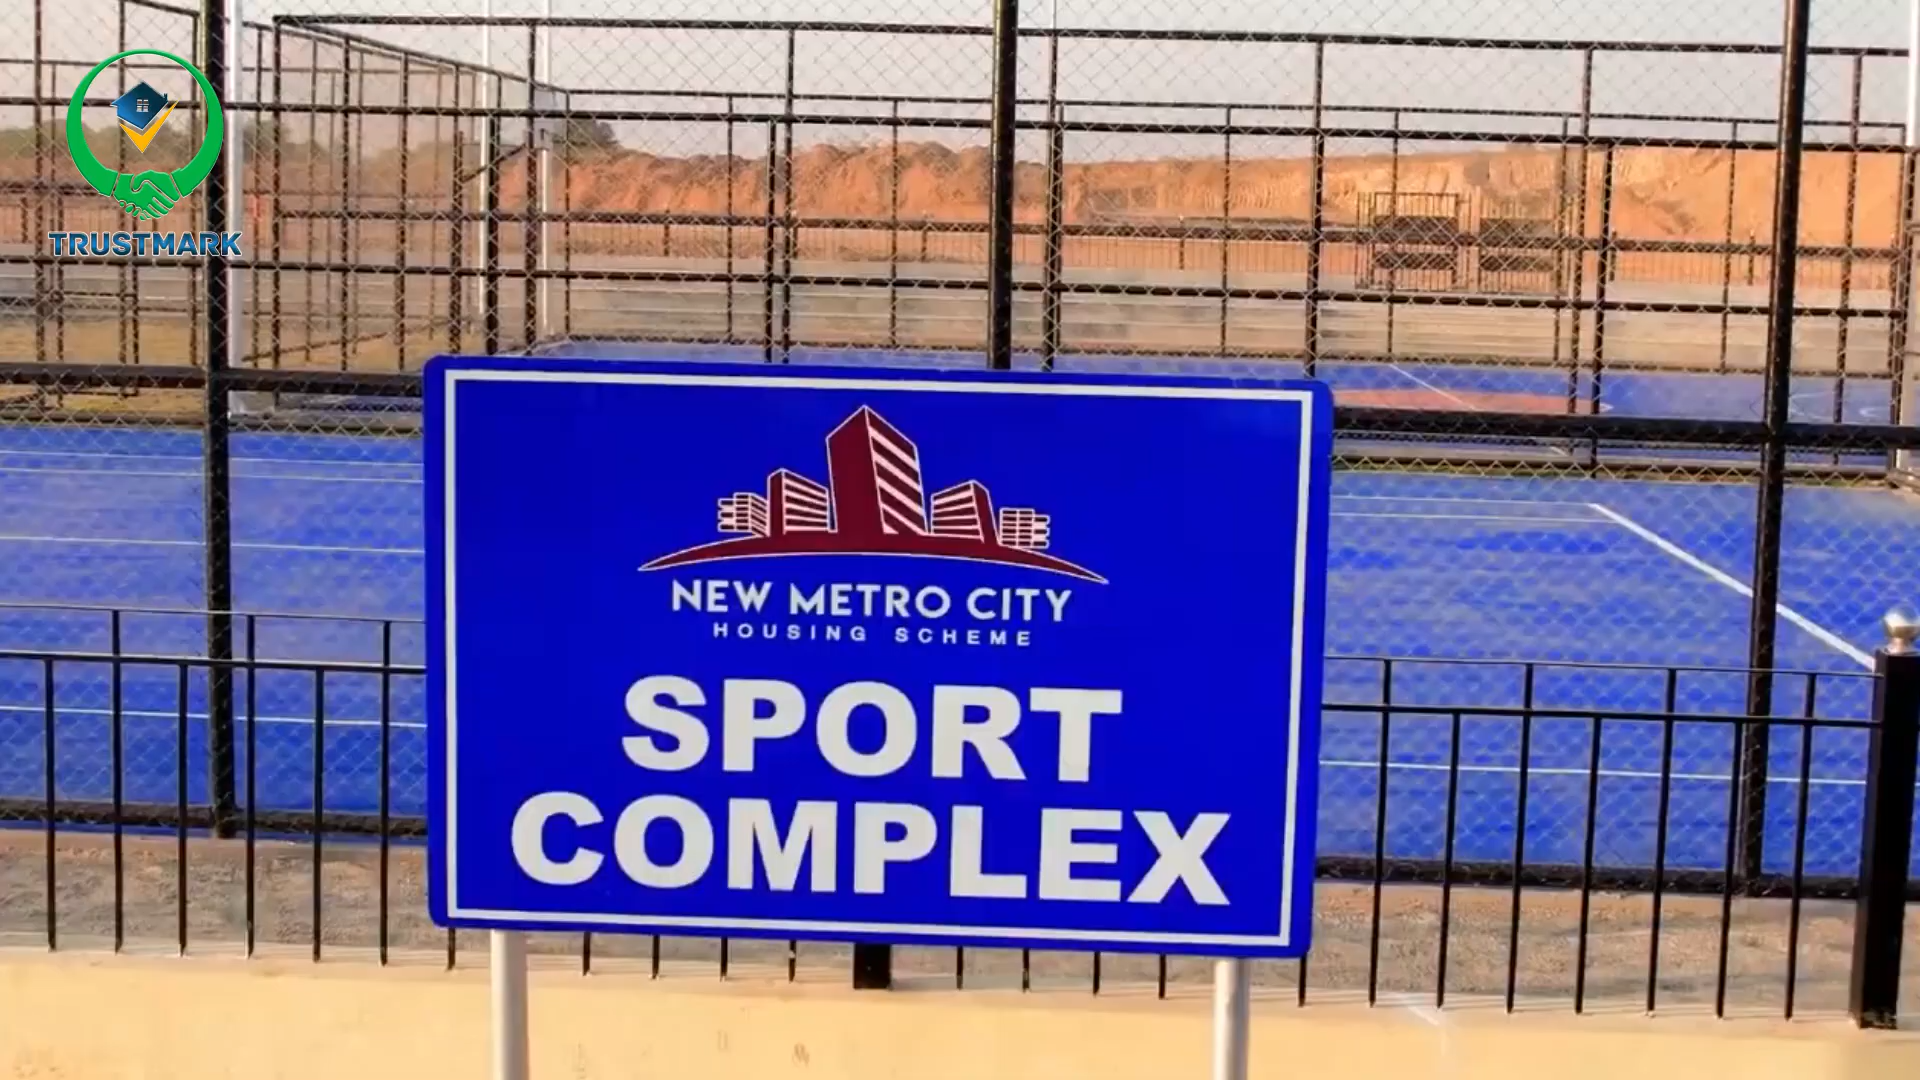 TRUSTMARK
NEW METRO CITY
HOUSING SCHEME
SPORT
COMPLEX